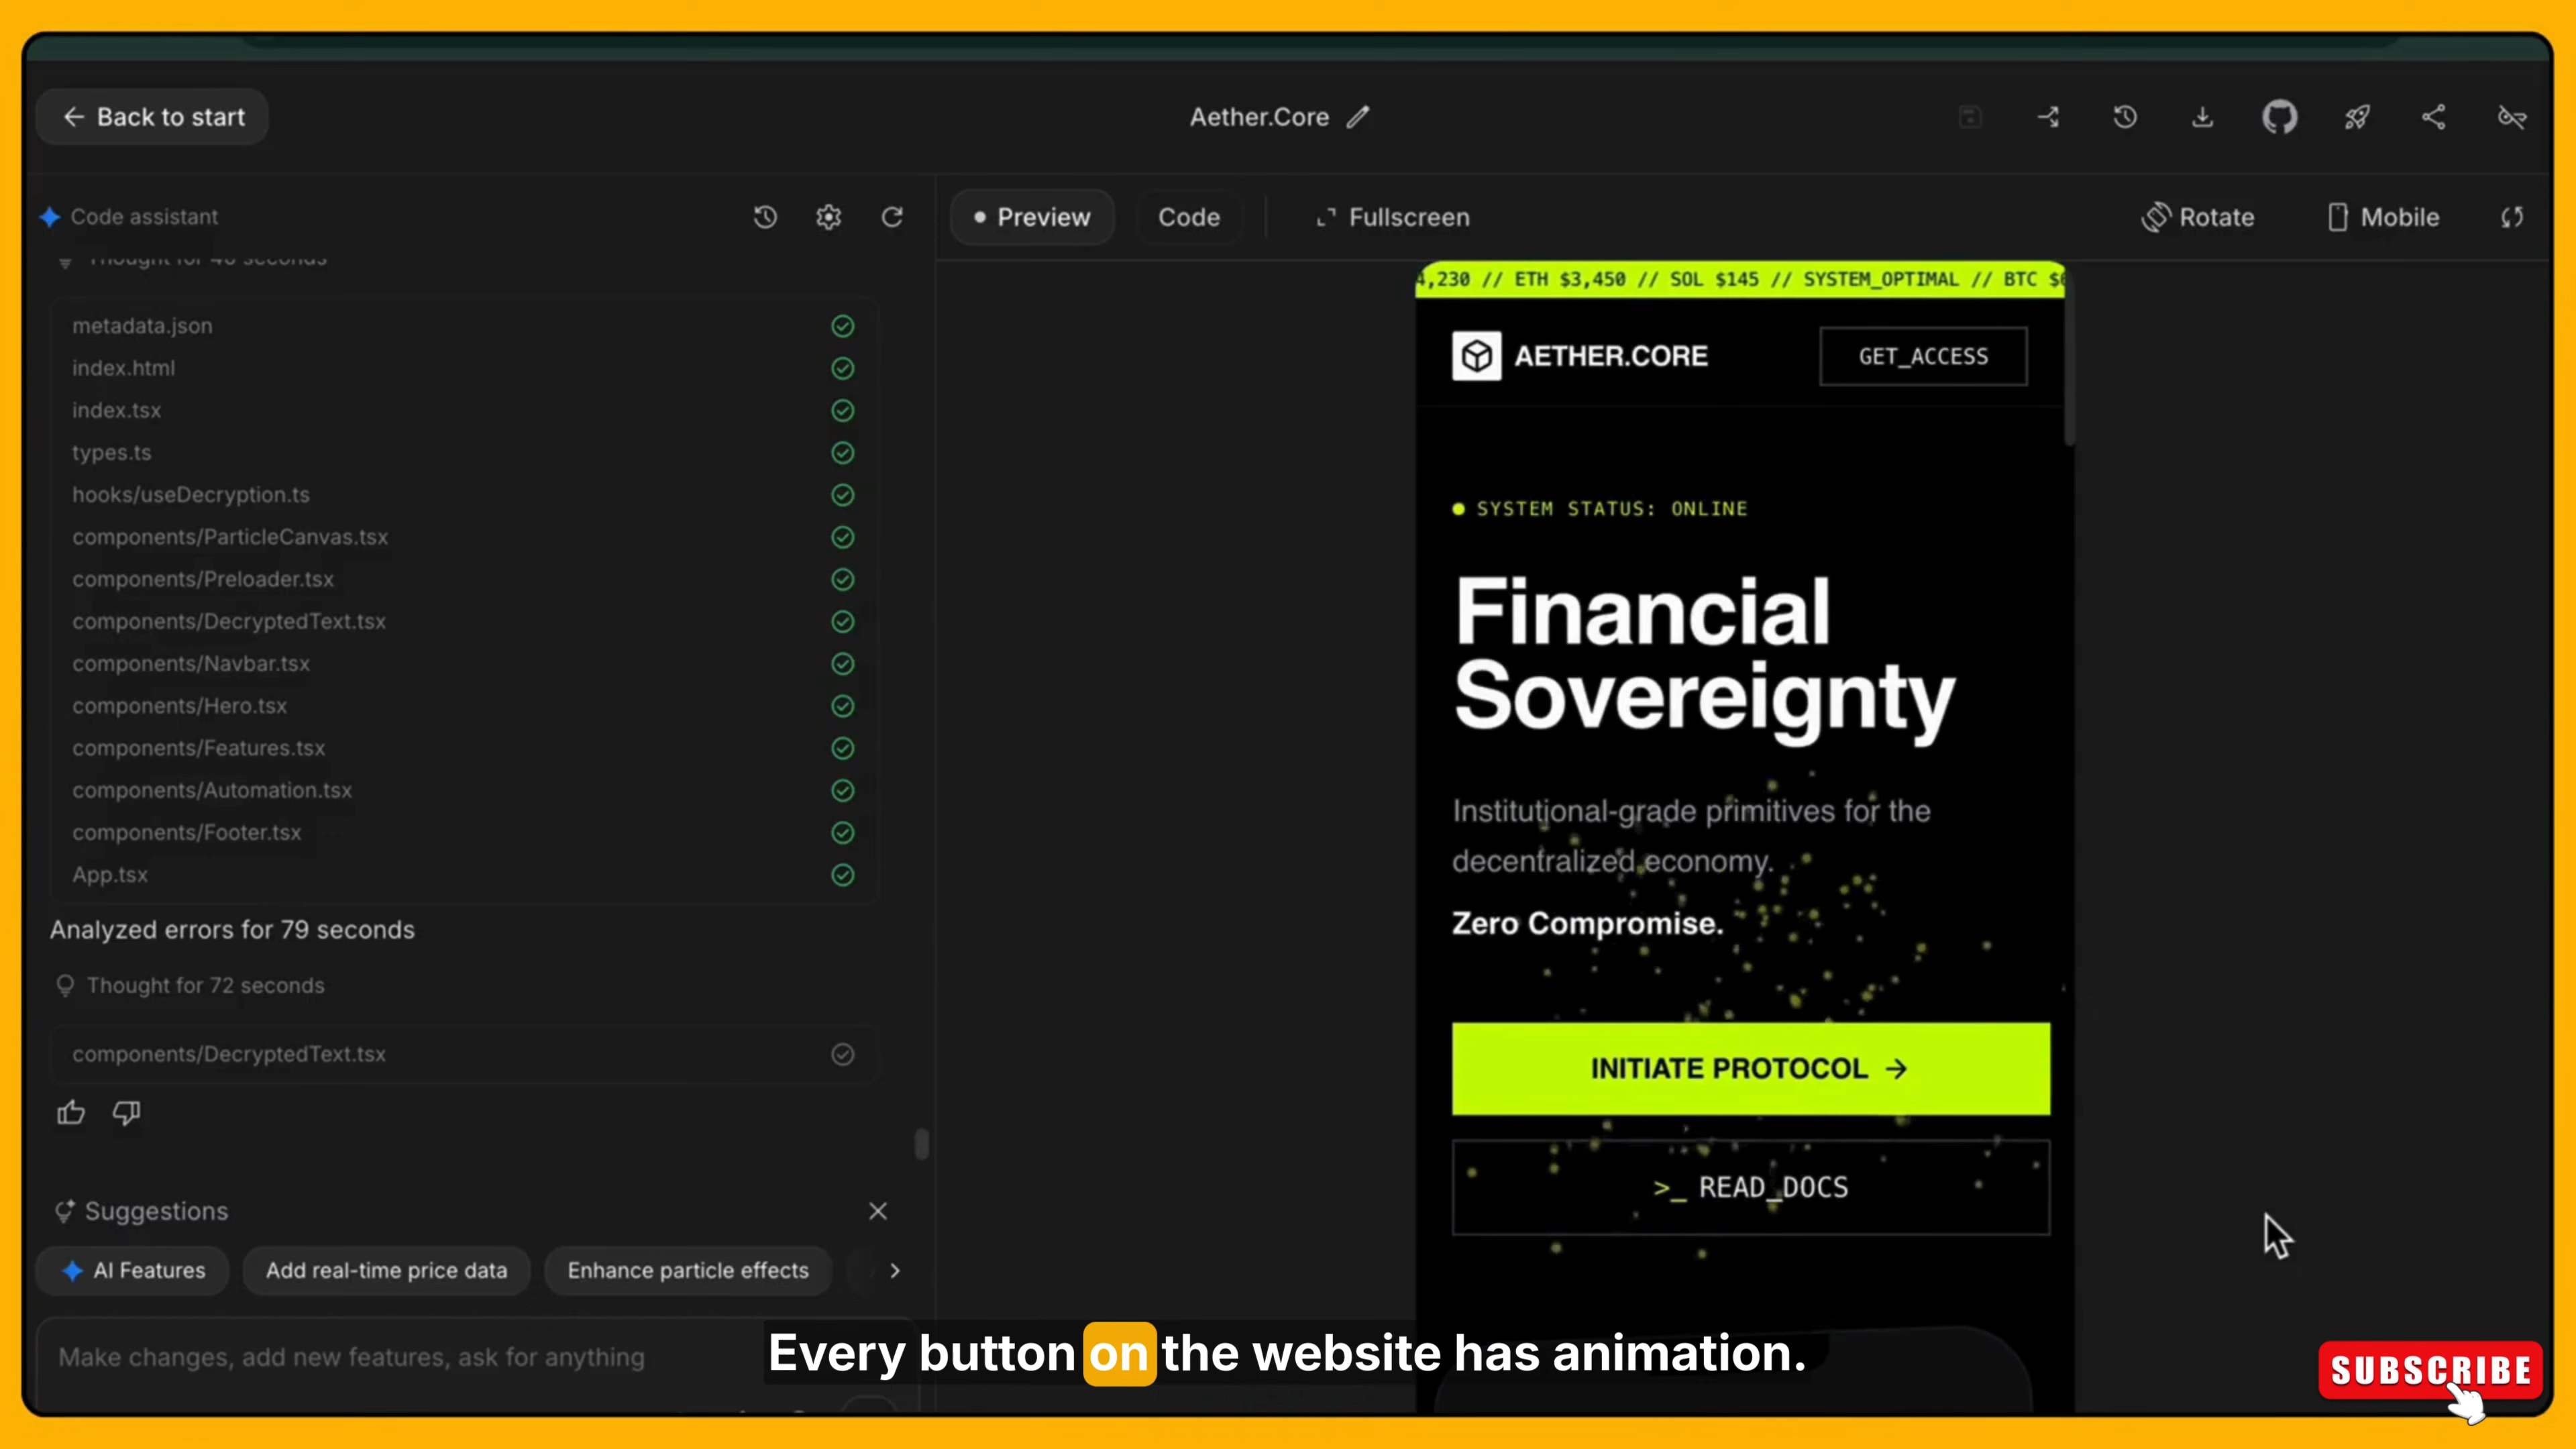 Back to start
Aether.Core
Code assistant
Preview
Code
Fullscreen
Rotate
Mobile
Thought for 46 seconds
metadata.json
index.html
index.tsx
types.ts
hooks/useDecryption.ts
components/ParticleCanvas.tsx
components/Preloader.tsx
components/DecryptedText.tsx
components/Navbar.tsx
components/Hero.tsx
components/Features.tsx
components/Automation.tsx
components/Footer.tsx
App.tsx
Analyzed errors for 79 seconds
Thought for 72 seconds
components/DecryptedText.tsx
Suggestions
AI Features
Add real-time price data
Enhance particle effects
Make changes, add new features, ask for anything
4,230 // ETH $3,450 // SOL $145 // SYSTEM_OPTIMAL // BTC $6
AETHER.CORE
GET_ACCESS
SYSTEM STATUS: ONLINE
Financial
Sovereignty
Institutional-grade primitives for the
decentralized economy.
Zero Compromise.
INITIATE PROTOCOL →
>_ READ_DOCS
Every button on the website has animation.
SUBSCRIBE